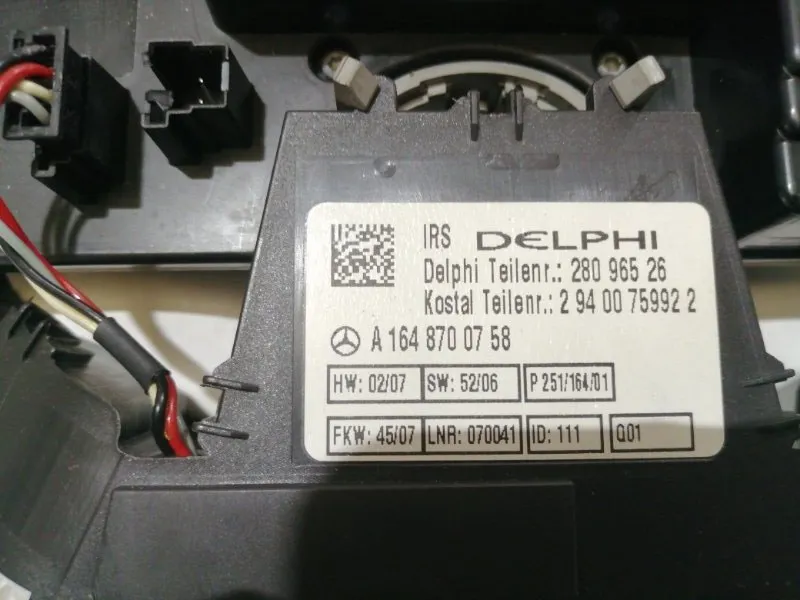 IRS DELPHI
Delphi Teilenr.: 280 965 26
Kostal Teilenr.: 2 94 00 75992 2
A 164 870 07 58
HW: 02/07 SW: 52/06 P 251/164/01
FKW: 45/07 LNR: 070041 ID: 111 Q01